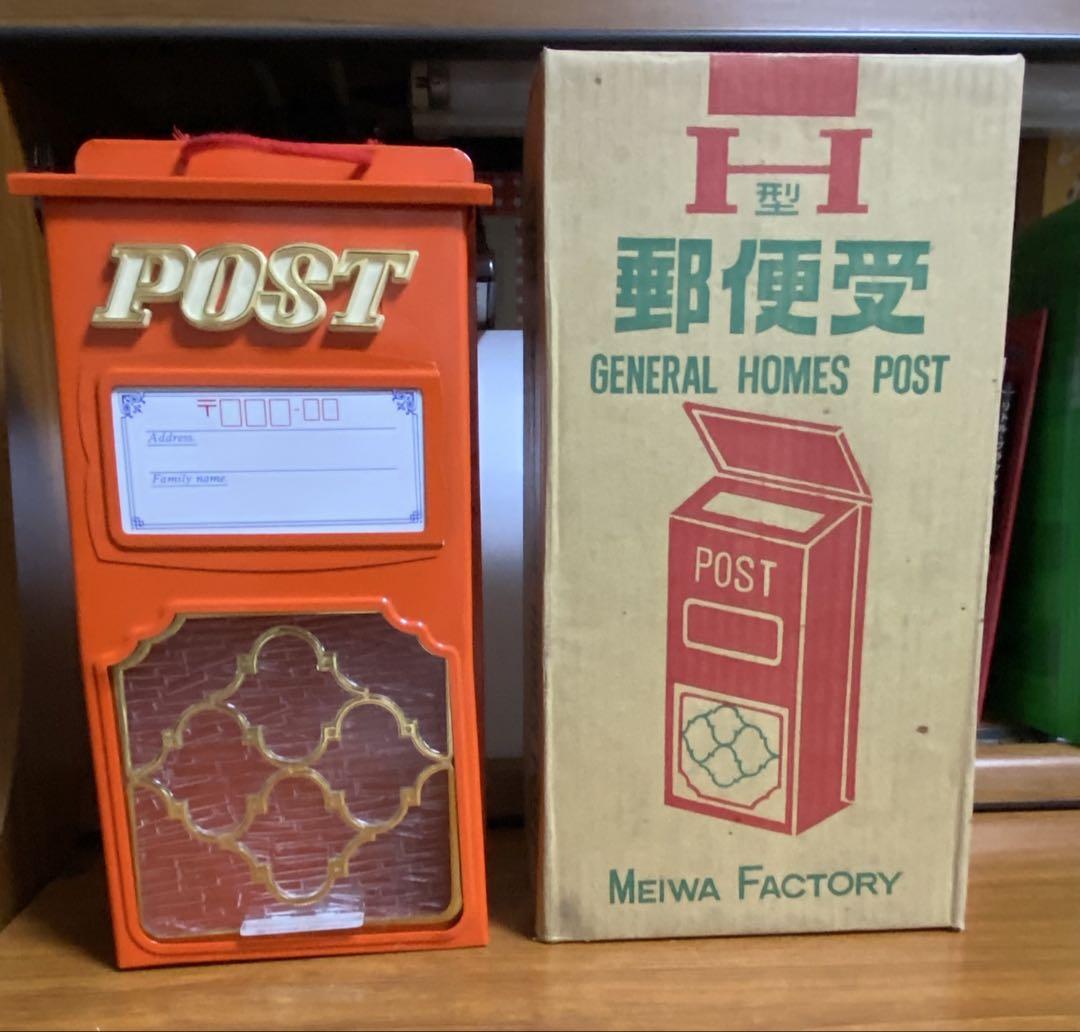 POST
〒□□□-□□
Address.
Family name.
H
型
郵便受
GENERAL HOMES POST
POST
MEIWA FACTORY